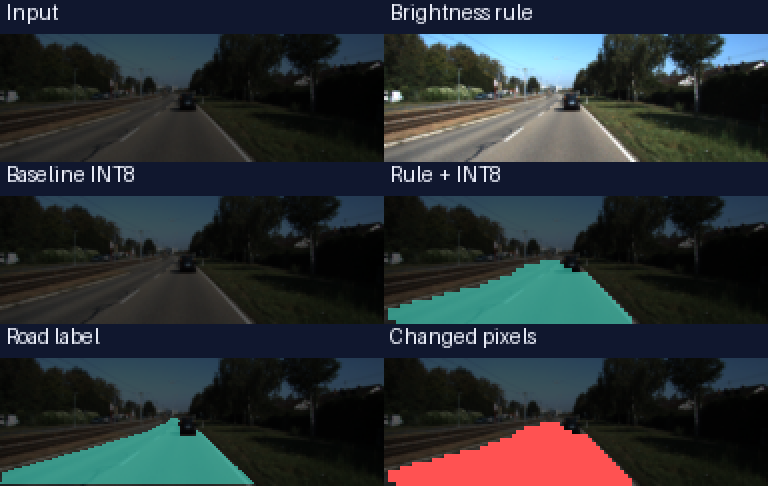 Input
Brightness rule
Baseline INT8
Rule + INT8
Road label
Changed pixels